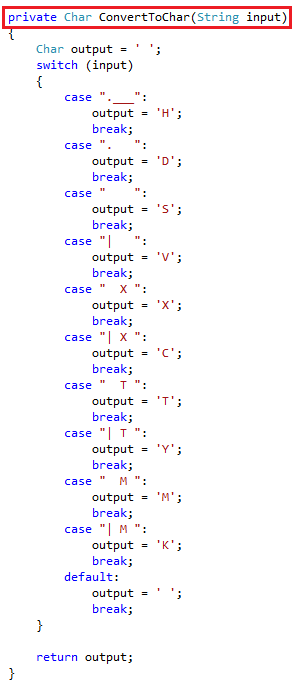 private Char ConvertToChar(String input)
{
    Char output = ' ';
    switch (input)
    {
        case ".___":
            output = 'H';
            break;
        case ".   ":
            output = 'D';
            break;
        case "    ":
            output = 'S';
            break;
        case "|   ":
            output = 'V';
            break;
        case "  X ":
            output = 'X';
            break;
        case "| X ":
            output = 'C';
            break;
        case "  T ":
            output = 'T';
            break;
        case "| T ":
            output = 'Y';
            break;
        case "  M ":
            output = 'M';
            break;
        case "| M ":
            output = 'K';
            break;
        default:
            output = ' ';
            break;
    }

    return output;
}